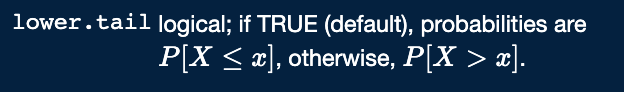 lower.tail logical; if TRUE (default), probabilities are
P[X ≤ x], otherwise, P[X > x].